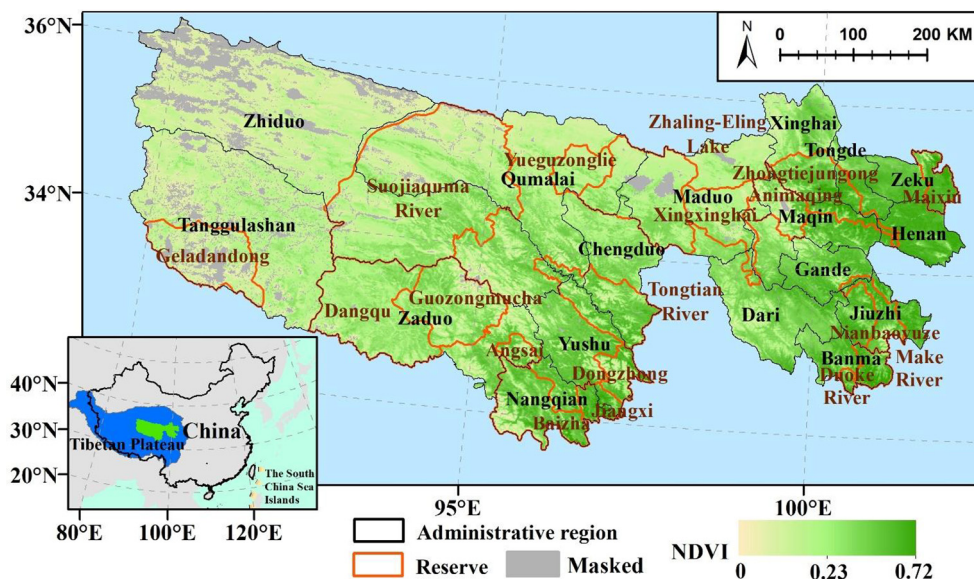 36°N
34°N
0 100 200 KM
N
Zhiduo
Tanggulashan
Geladandong
Suojiaquma
River
Yueguzonglie
Qumalai
Zhaling-Eling
Lake
Xinghai
Tongde
Zhongtiejungong
Animaqing
Maduo
Xingxinghai
Maqin
Zeku
Maixiu
Henan
Chengduo
Gande
Dangqu
Guozongmucha
Zaduo
Tongtian
River
Dari
Jiuzhi
Nianbaoyuze
Yushu
Angsai
Dongzhong
Banma
Make
River
Duoke
River
Nangqian
Jiangxi
Baizha
40°N
30°N
20°N
China
Tibetan Plateau
The South
China Sea
Islands
80°E 100°E 120°E
95°E
100°E
Administrative region
Reserve
Masked
NDVI
0 0.23 0.72